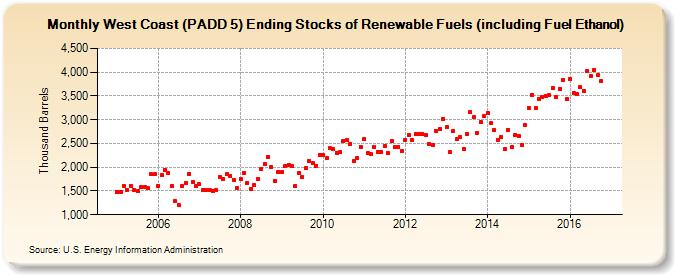 Monthly West Coast (PADD 5) Ending Stocks of Renewable Fuels (including Fuel Ethanol)
Thousand Barrels
4,500
4,000
3,500
3,000
2,500
2,000
1,500
1,000
2006 2008 2010 2012 2014 2016
Source: U.S. Energy Information Administration